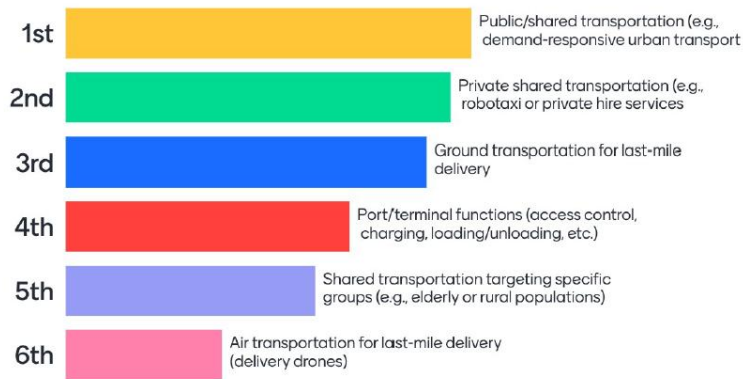 1st
Public/shared transportation (e.g.,
demand-responsive urban transport
2nd
Private shared transportation (e.g.,
robotaxi or private hire services
3rd
Ground transportation for last-mile
delivery
4th
Port/terminal functions (access control,
charging, loading/unloading, etc.)
5th
Shared transportation targeting specific
groups (e.g., elderly or rural populations)
6th
Air transportation for last-mile delivery
(delivery drones)